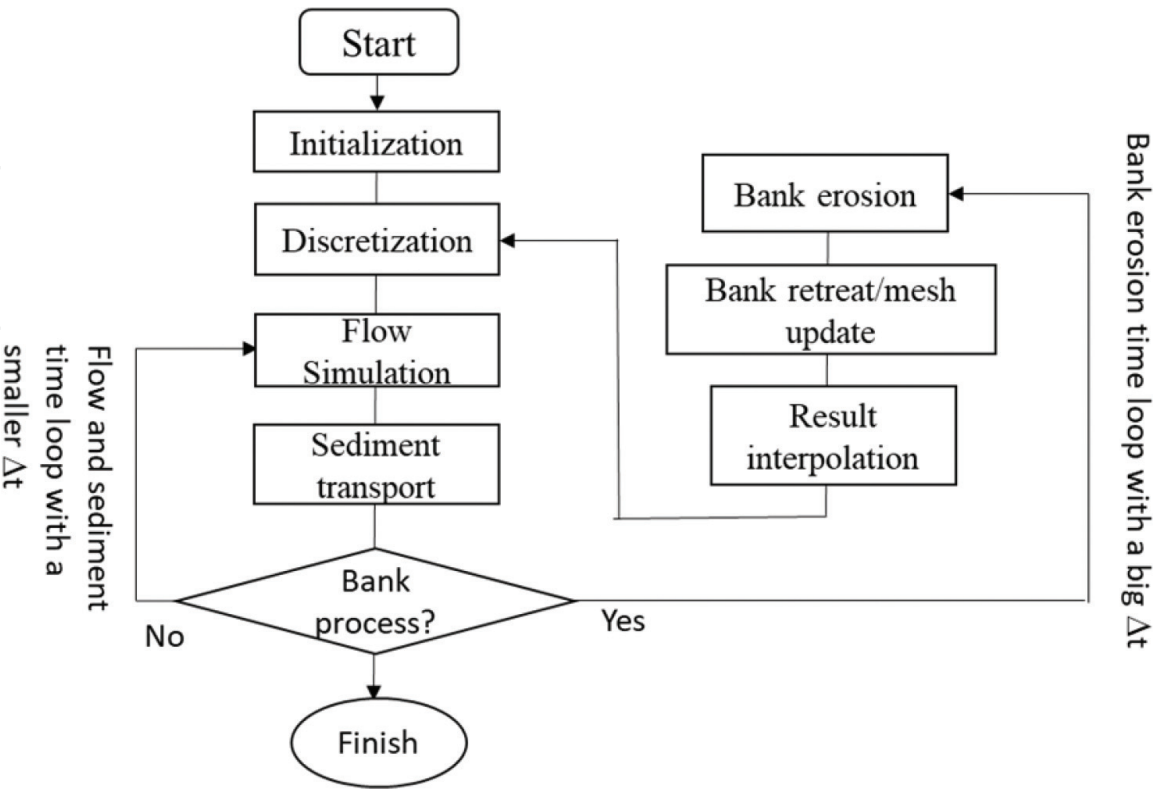 Start
Initialization
Discretization
Flow
Simulation
Sediment
transport
Bank
process?
No
Yes
Finish
Flow and sediment
time loop with a
smaller Δt
Bank erosion
Bank retreat/mesh
update
Result
interpolation
Bank erosion time loop with a big Δt